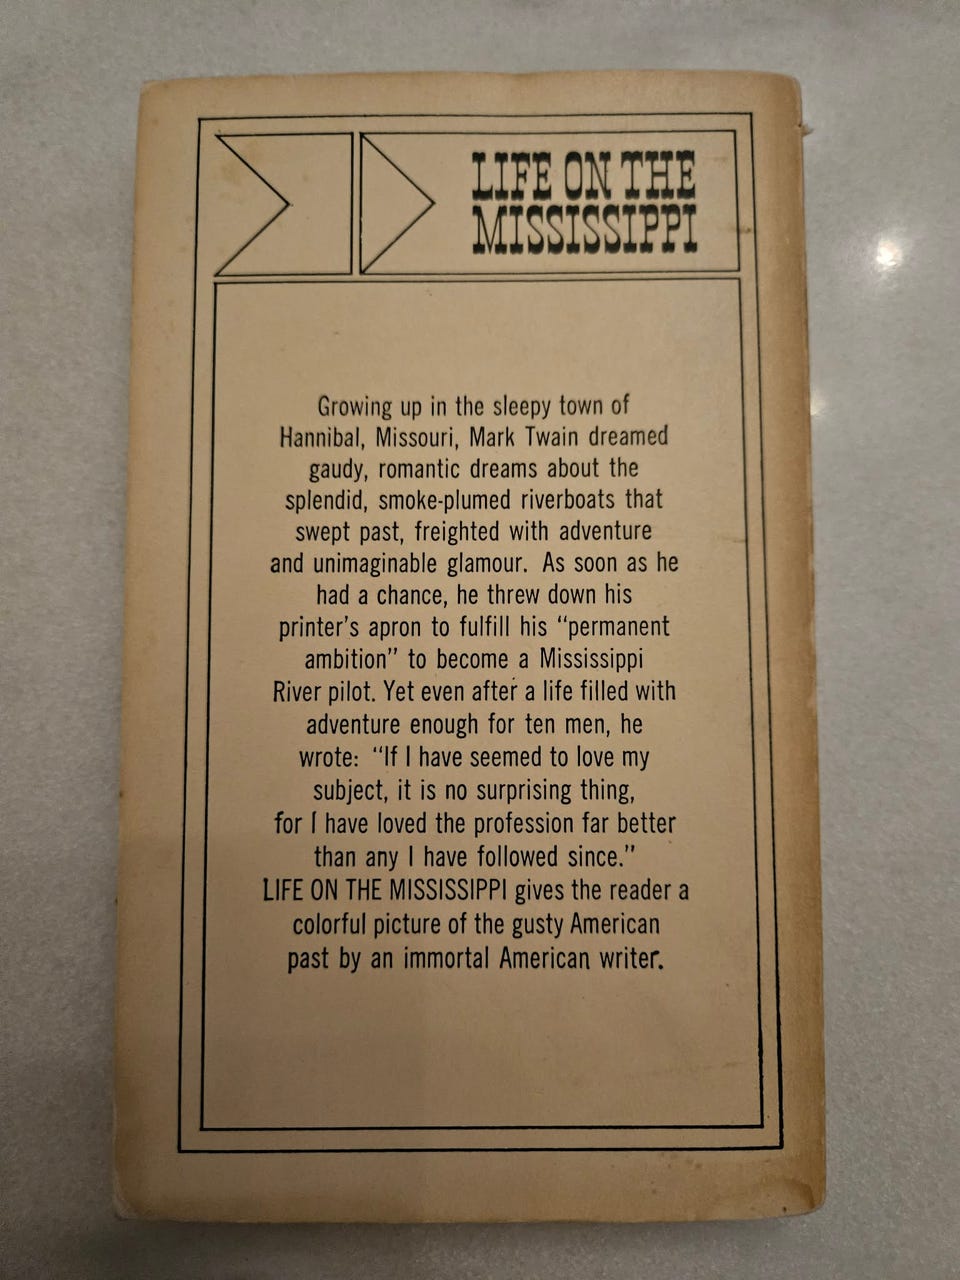 LIFE ON THE
MISSISSIPPI
Growing up in the sleepy town of
Hannibal, Missouri, Mark Twain dreamed
gaudy, romantic dreams about the
splendid, smoke-plumed riverboats that
swept past, freighted with adventure
and unimaginable glamour. As soon as he
had a chance, he threw down his
printer's apron to fulfill his "permanent
ambition" to become a Mississippi
River pilot. Yet even after a life filled with
adventure enough for ten men, he
wrote: "If I have seemed to love my
subject, it is no surprising thing,
for I have loved the profession far better
than any I have followed since."
LIFE ON THE MISSISSIPPI gives the reader a
colorful picture of the gusty American
past by an immortal American writer.